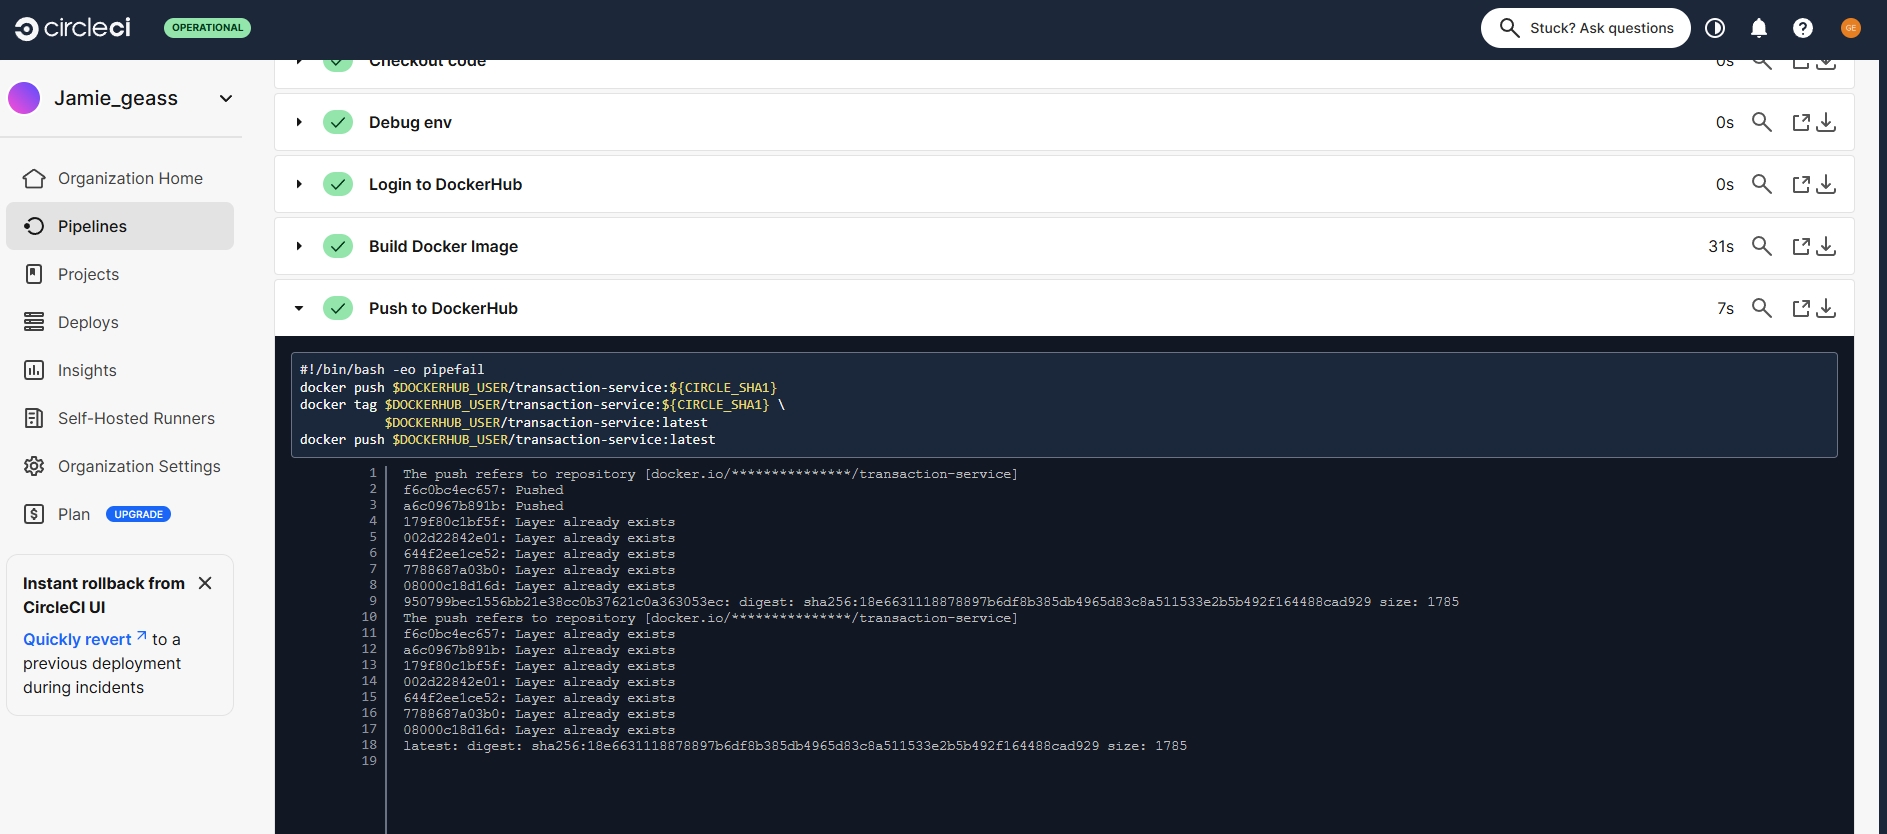 circleci
OPERATIONAL
Stuck? Ask questions
GE
Jamie_geass
Organization Home
Pipelines
Projects
Deploys
Insights
Self-Hosted Runners
Organization Settings
Plan UPGRADE
Instant rollback from
CircleCI UI
Quickly revert to a
previous deployment
during incidents
Checkout code 0s
Debug env 0s
Login to DockerHub 0s
Build Docker Image 31s
Push to DockerHub 7s
#!/bin/bash -eo pipefail
docker push $DOCKERHUB_USER/transaction-service:${CIRCLE_SHA1}
docker tag $DOCKERHUB_USER/transaction-service:${CIRCLE_SHA1} \
$DOCKERHUB_USER/transaction-service:latest
docker push $DOCKERHUB_USER/transaction-service:latest
1 The push refers to repository [docker.io/***************/transaction-service]
2 f6c0bc4ec657: Pushed
3 a6c0967b891b: Pushed
4 179f80c1bf5f: Layer already exists
5 002d22842e01: Layer already exists
6 644f2ee1ce52: Layer already exists
7 7788687a03b0: Layer already exists
8 08000c18d16d: Layer already exists
9 950799bec1556bb21e38cc0b37621c0a363053ec: digest: sha256:18e6631118878897b6df8b385db4965d83c8a511533e2b5b492f164488cad929 size: 1785
10 The push refers to repository [docker.io/***************/transaction-service]
11 f6c0bc4ec657: Layer already exists
12 a6c0967b891b: Layer already exists
13 179f80c1bf5f: Layer already exists
14 002d22842e01: Layer already exists
15 644f2ee1ce52: Layer already exists
16 7788687a03b0: Layer already exists
17 08000c18d16d: Layer already exists
18 latest: digest: sha256:18e6631118878897b6df8b385db4965d83c8a511533e2b5b492f164488cad929 size: 1785
19